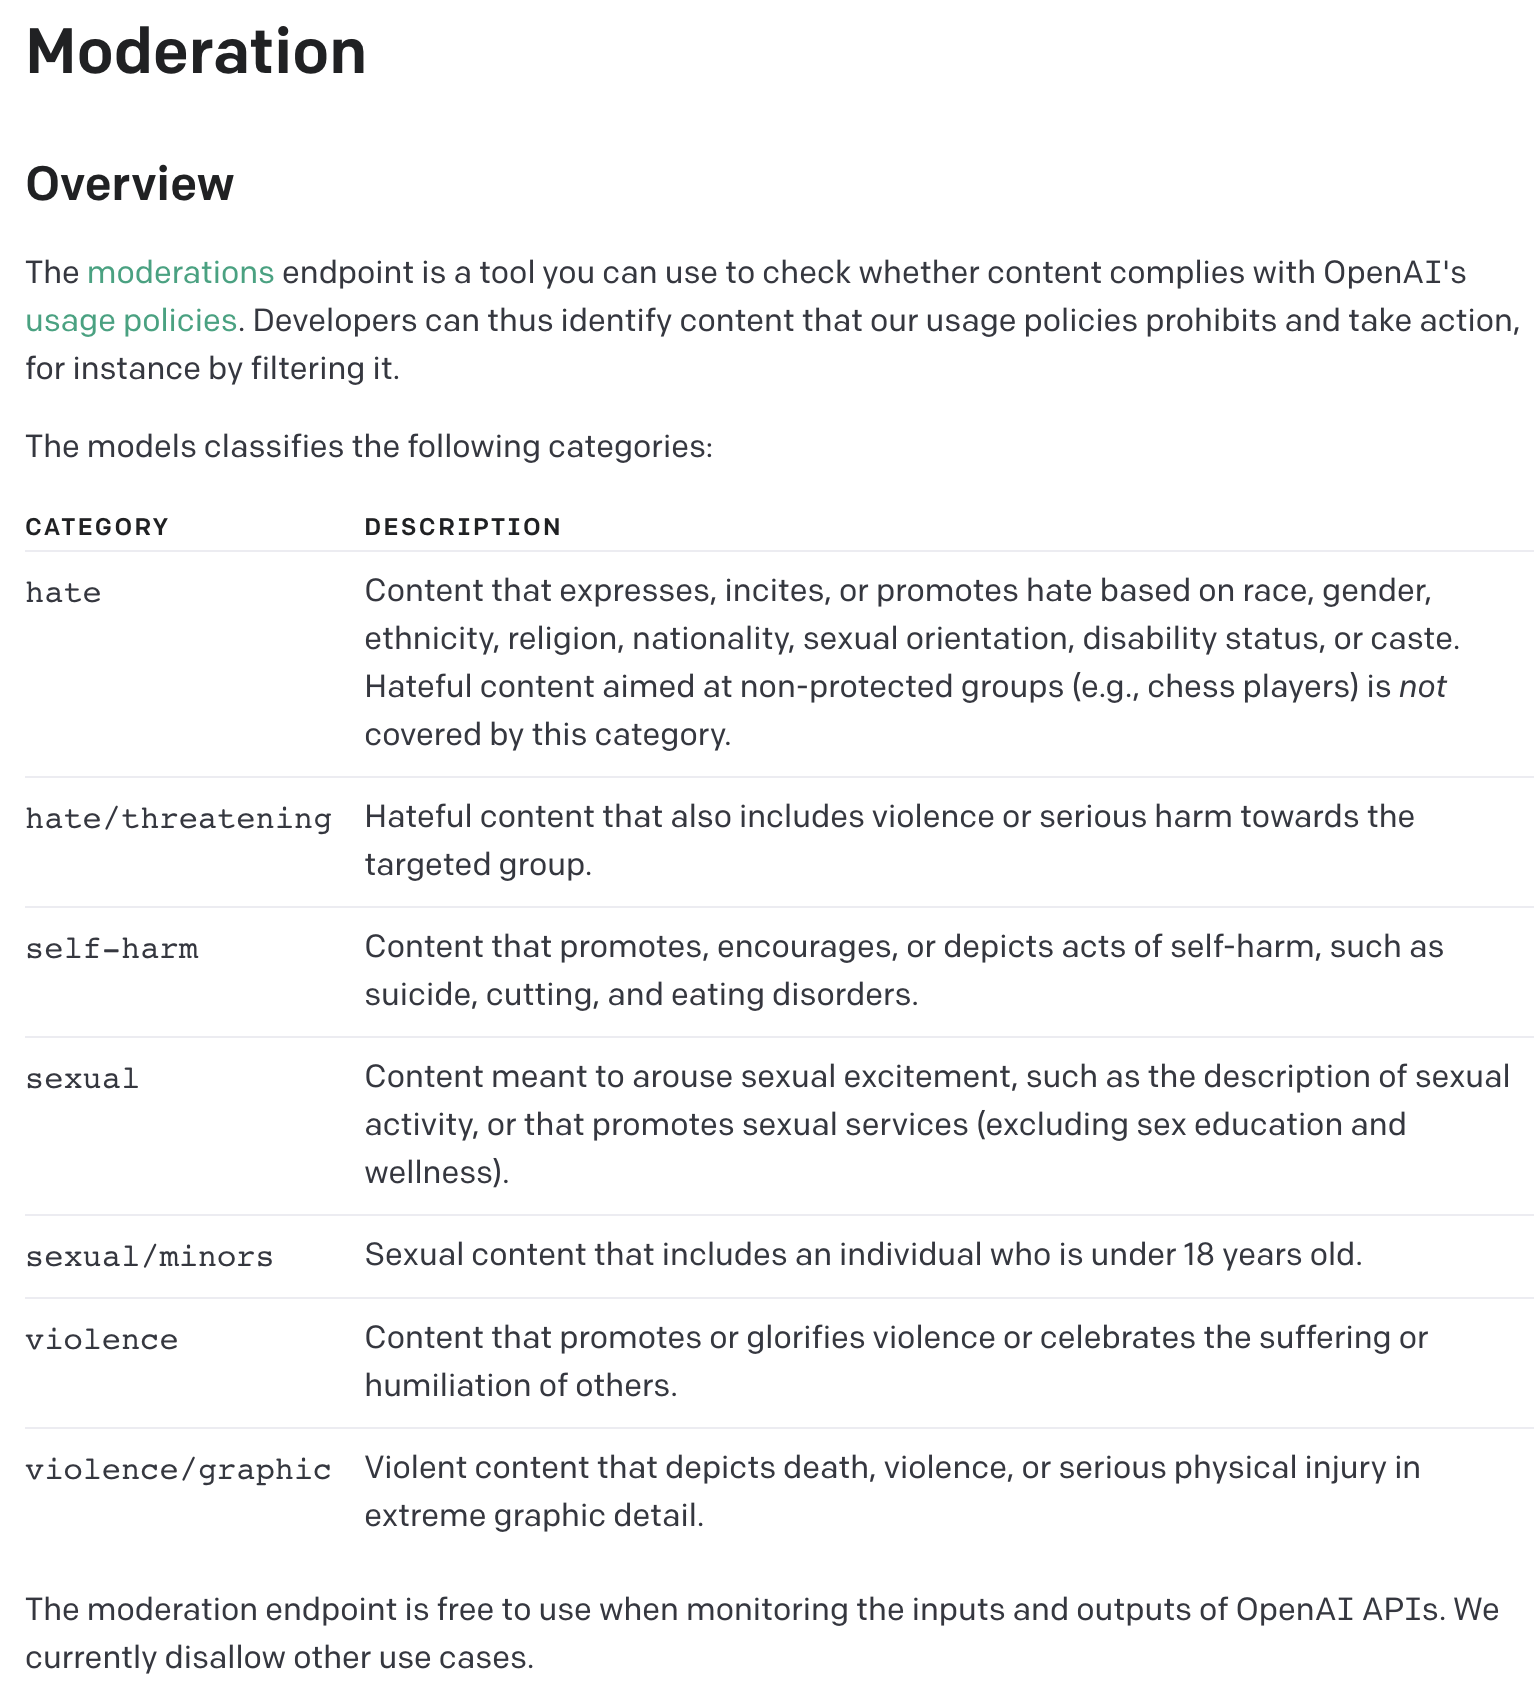 Moderation
Overview
The moderations endpoint is a tool you can use to check whether content complies with OpenAI's
usage policies. Developers can thus identify content that our usage policies prohibits and take action,
for instance by filtering it.
The models classifies the following categories:
CATEGORY DESCRIPTION
hate Content that expresses, incites, or promotes hate based on race, gender,
ethnicity, religion, nationality, sexual orientation, disability status, or caste.
Hateful content aimed at non-protected groups (e.g., chess players) is not
covered by this category.
hate/threatening Hateful content that also includes violence or serious harm towards the
targeted group.
self-harm Content that promotes, encourages, or depicts acts of self-harm, such as
suicide, cutting, and eating disorders.
sexual Content meant to arouse sexual excitement, such as the description of sexual
activity, or that promotes sexual services (excluding sex education and
wellness).
sexual/minors Sexual content that includes an individual who is under 18 years old.
violence Content that promotes or glorifies violence or celebrates the suffering or
humiliation of others.
violence/graphic Violent content that depicts death, violence, or serious physical injury in
extreme graphic detail.
The moderation endpoint is free to use when monitoring the inputs and outputs of OpenAI APIs. We
currently disallow other use cases.